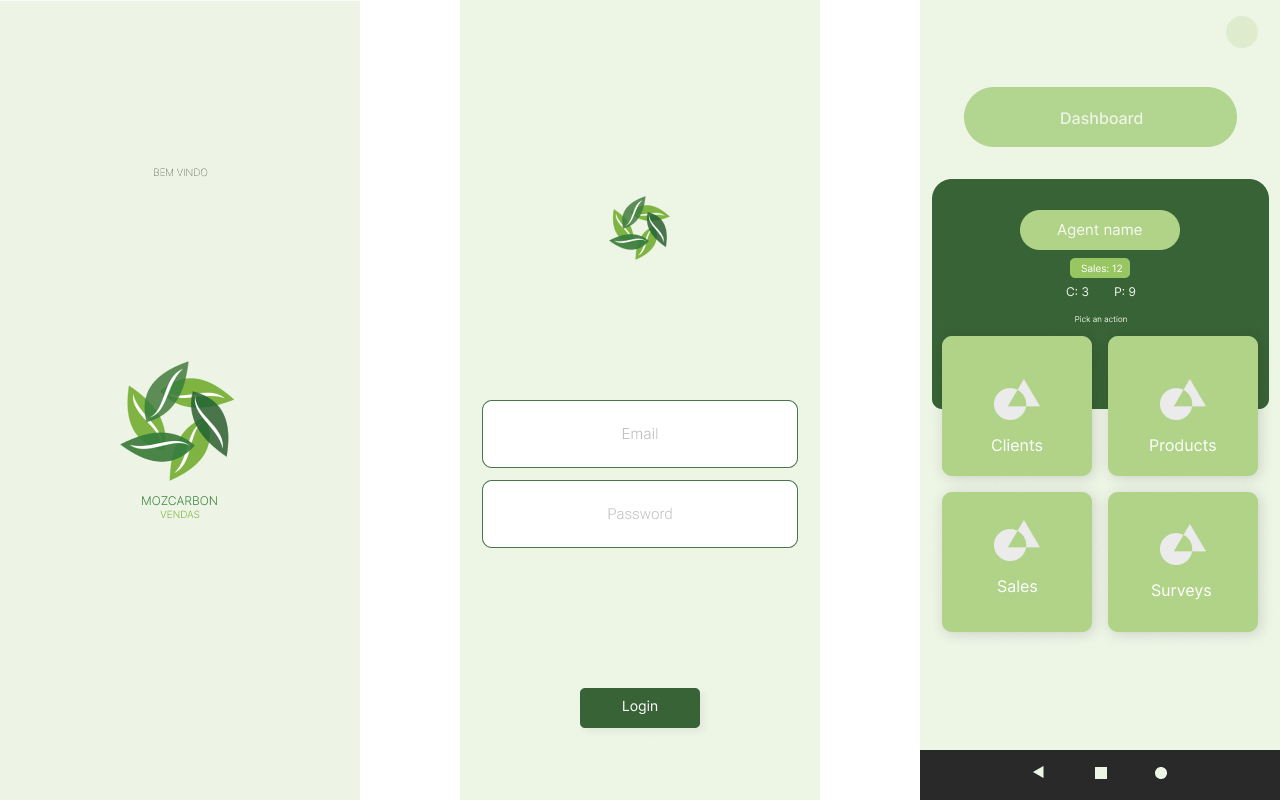 BEM VINDO
MOZCARBON
VENDAS
Email
Password
Login
Dashboard
Agent name
Sales: 12
C: 3 P: 9
Pick an action
Clients
Products
Sales
Surveys